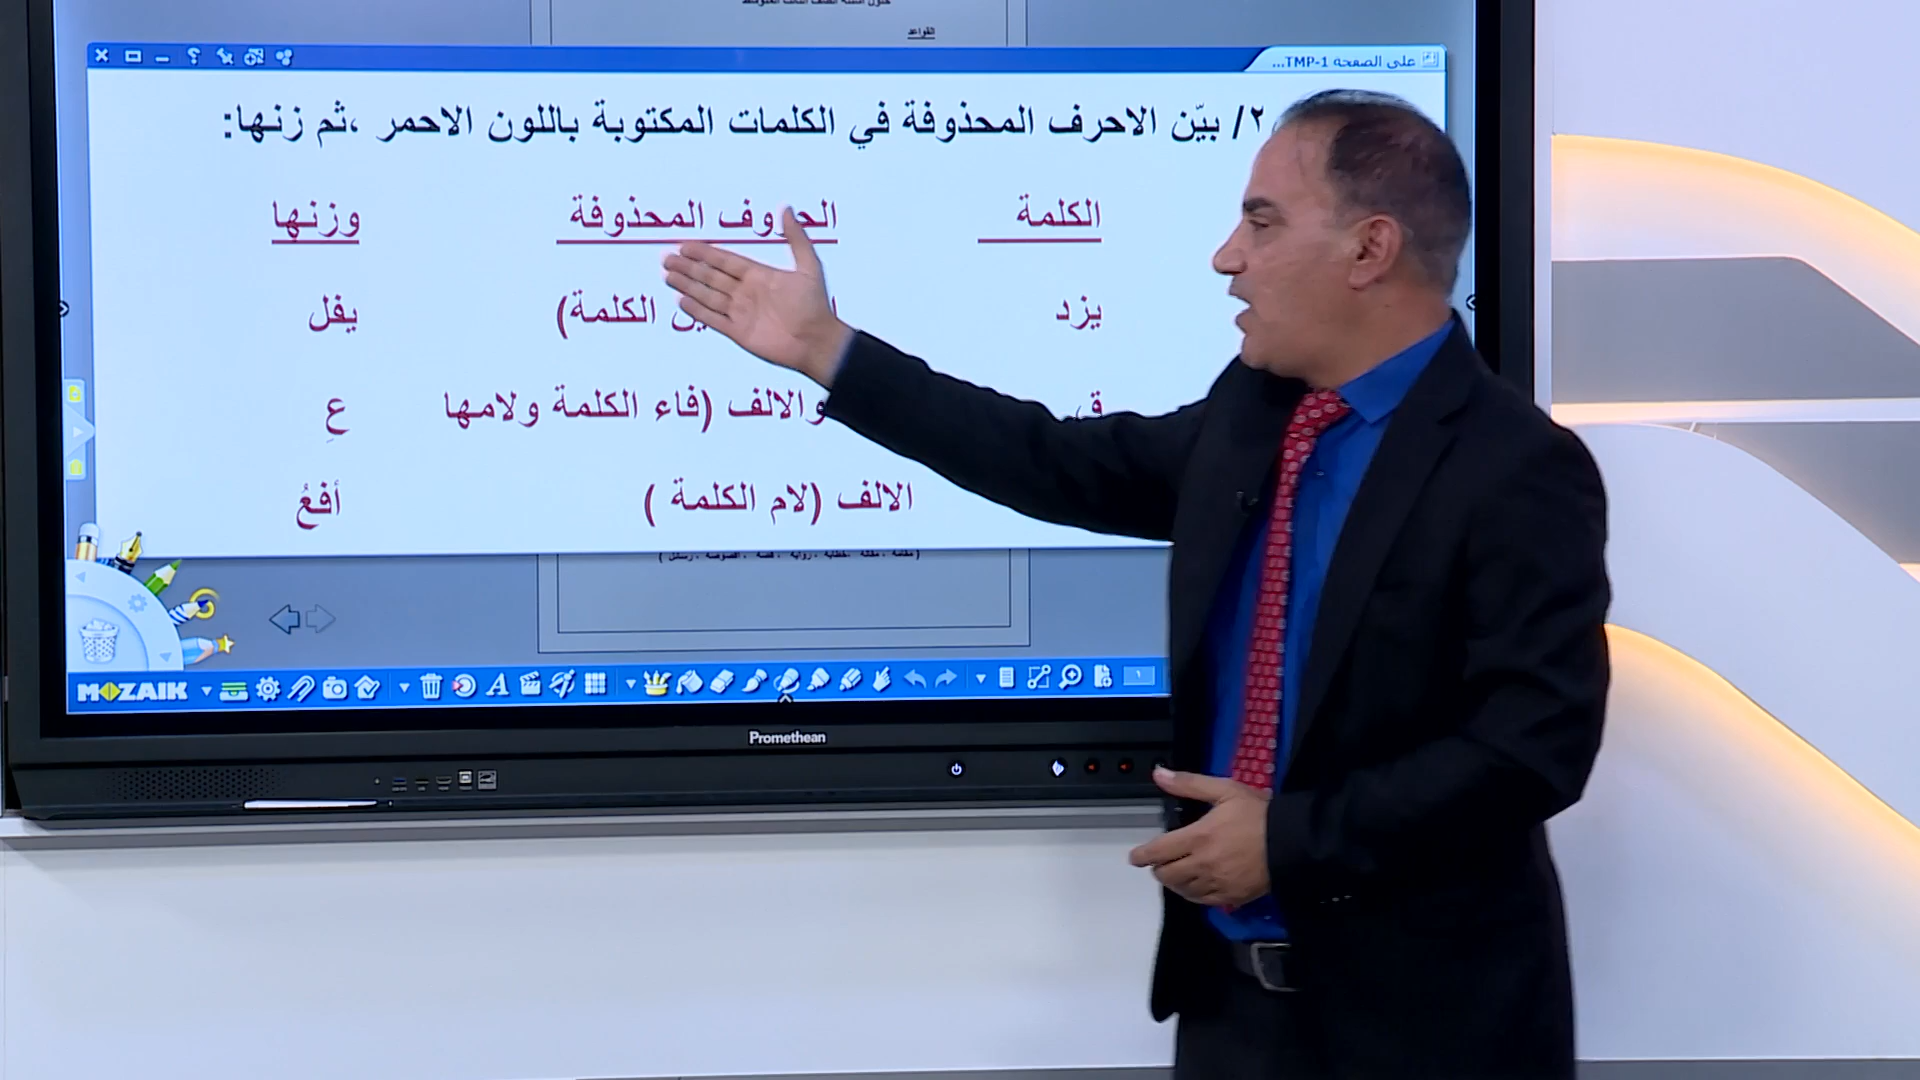 القواعد
على الصفحة TMP-1...
٢/ بيّن الاحرف المحذوفة في الكلمات المكتوبة باللون الاحمر ،ثم زنها:
الكلمة الحروف المحذوفة وزنها
يزد الكلمة) يفل
ق والالف (فاء الكلمة ولامها عِ
الالف (لام الكلمة ) أفعُ
MOZAIK
Promethean